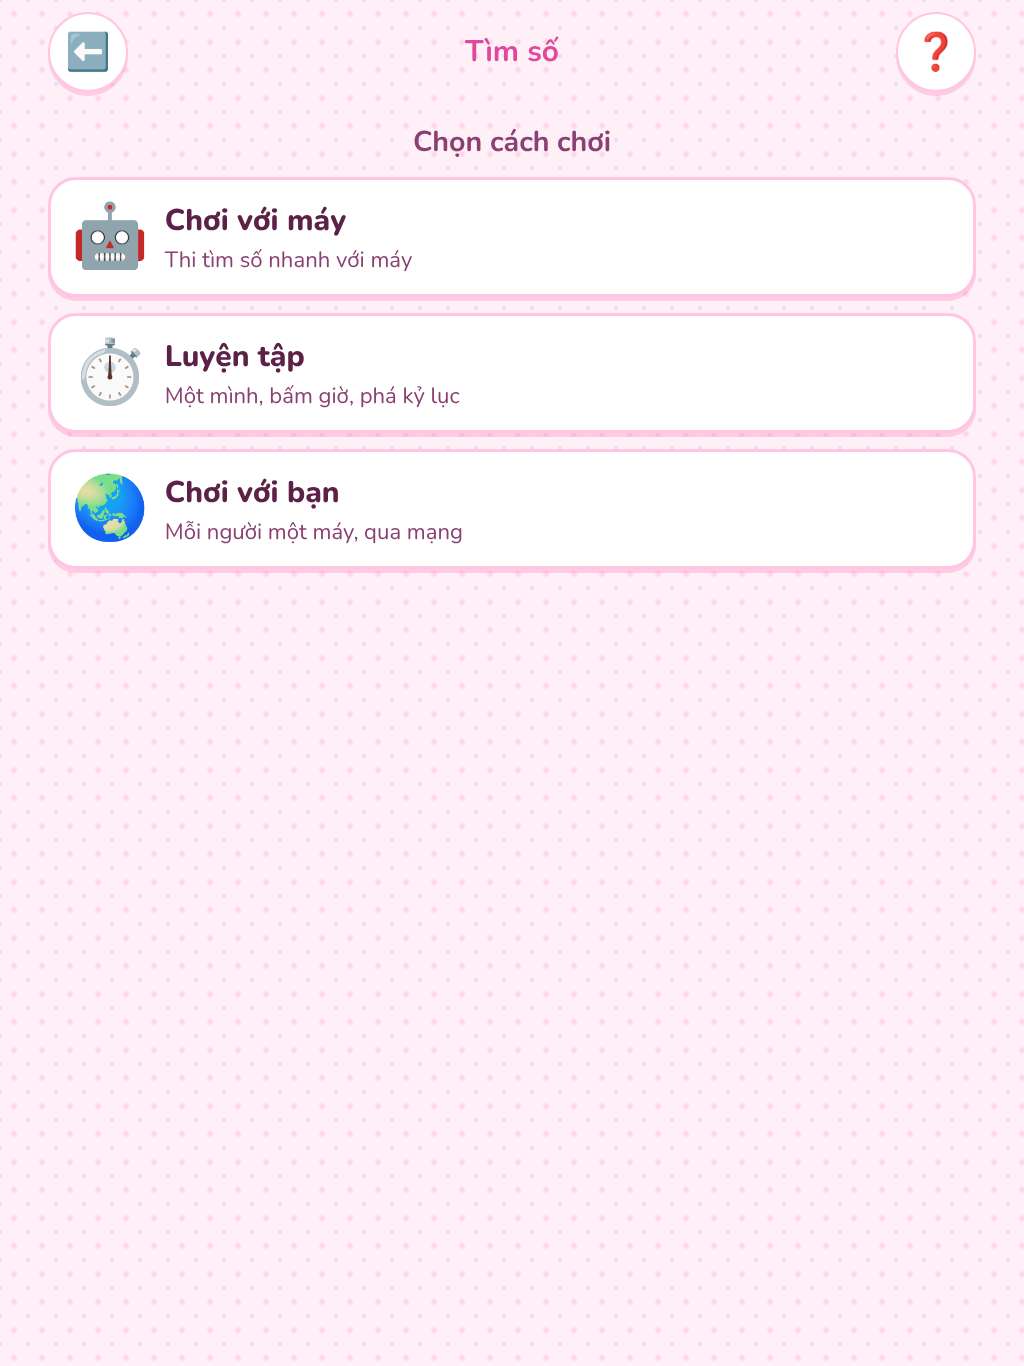 Tìm số
Chọn cách chơi
Chơi với máy
Thi tìm số nhanh với máy
Luyện tập
Một mình, bấm giờ, phá kỷ lục
Chơi với bạn
Mỗi người một máy, qua mạng